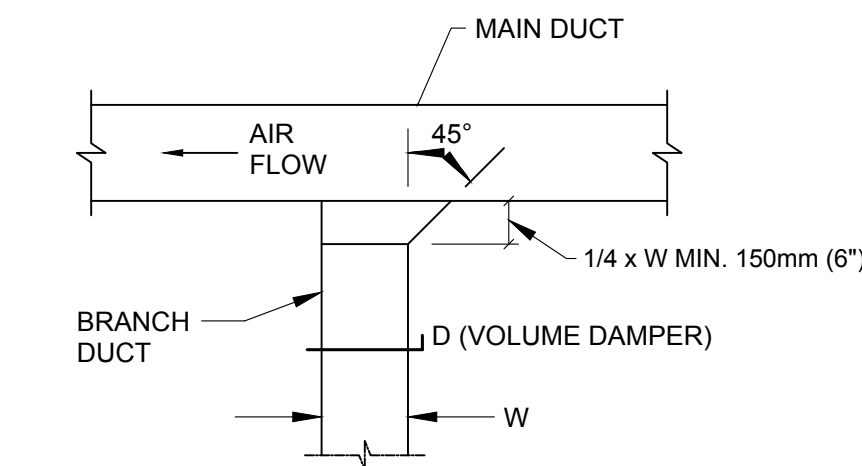 MAIN DUCT
AIR
FLOW
45°
1/4 x W MIN. 150mm (6")
BRANCH
DUCT
D (VOLUME DAMPER)
W